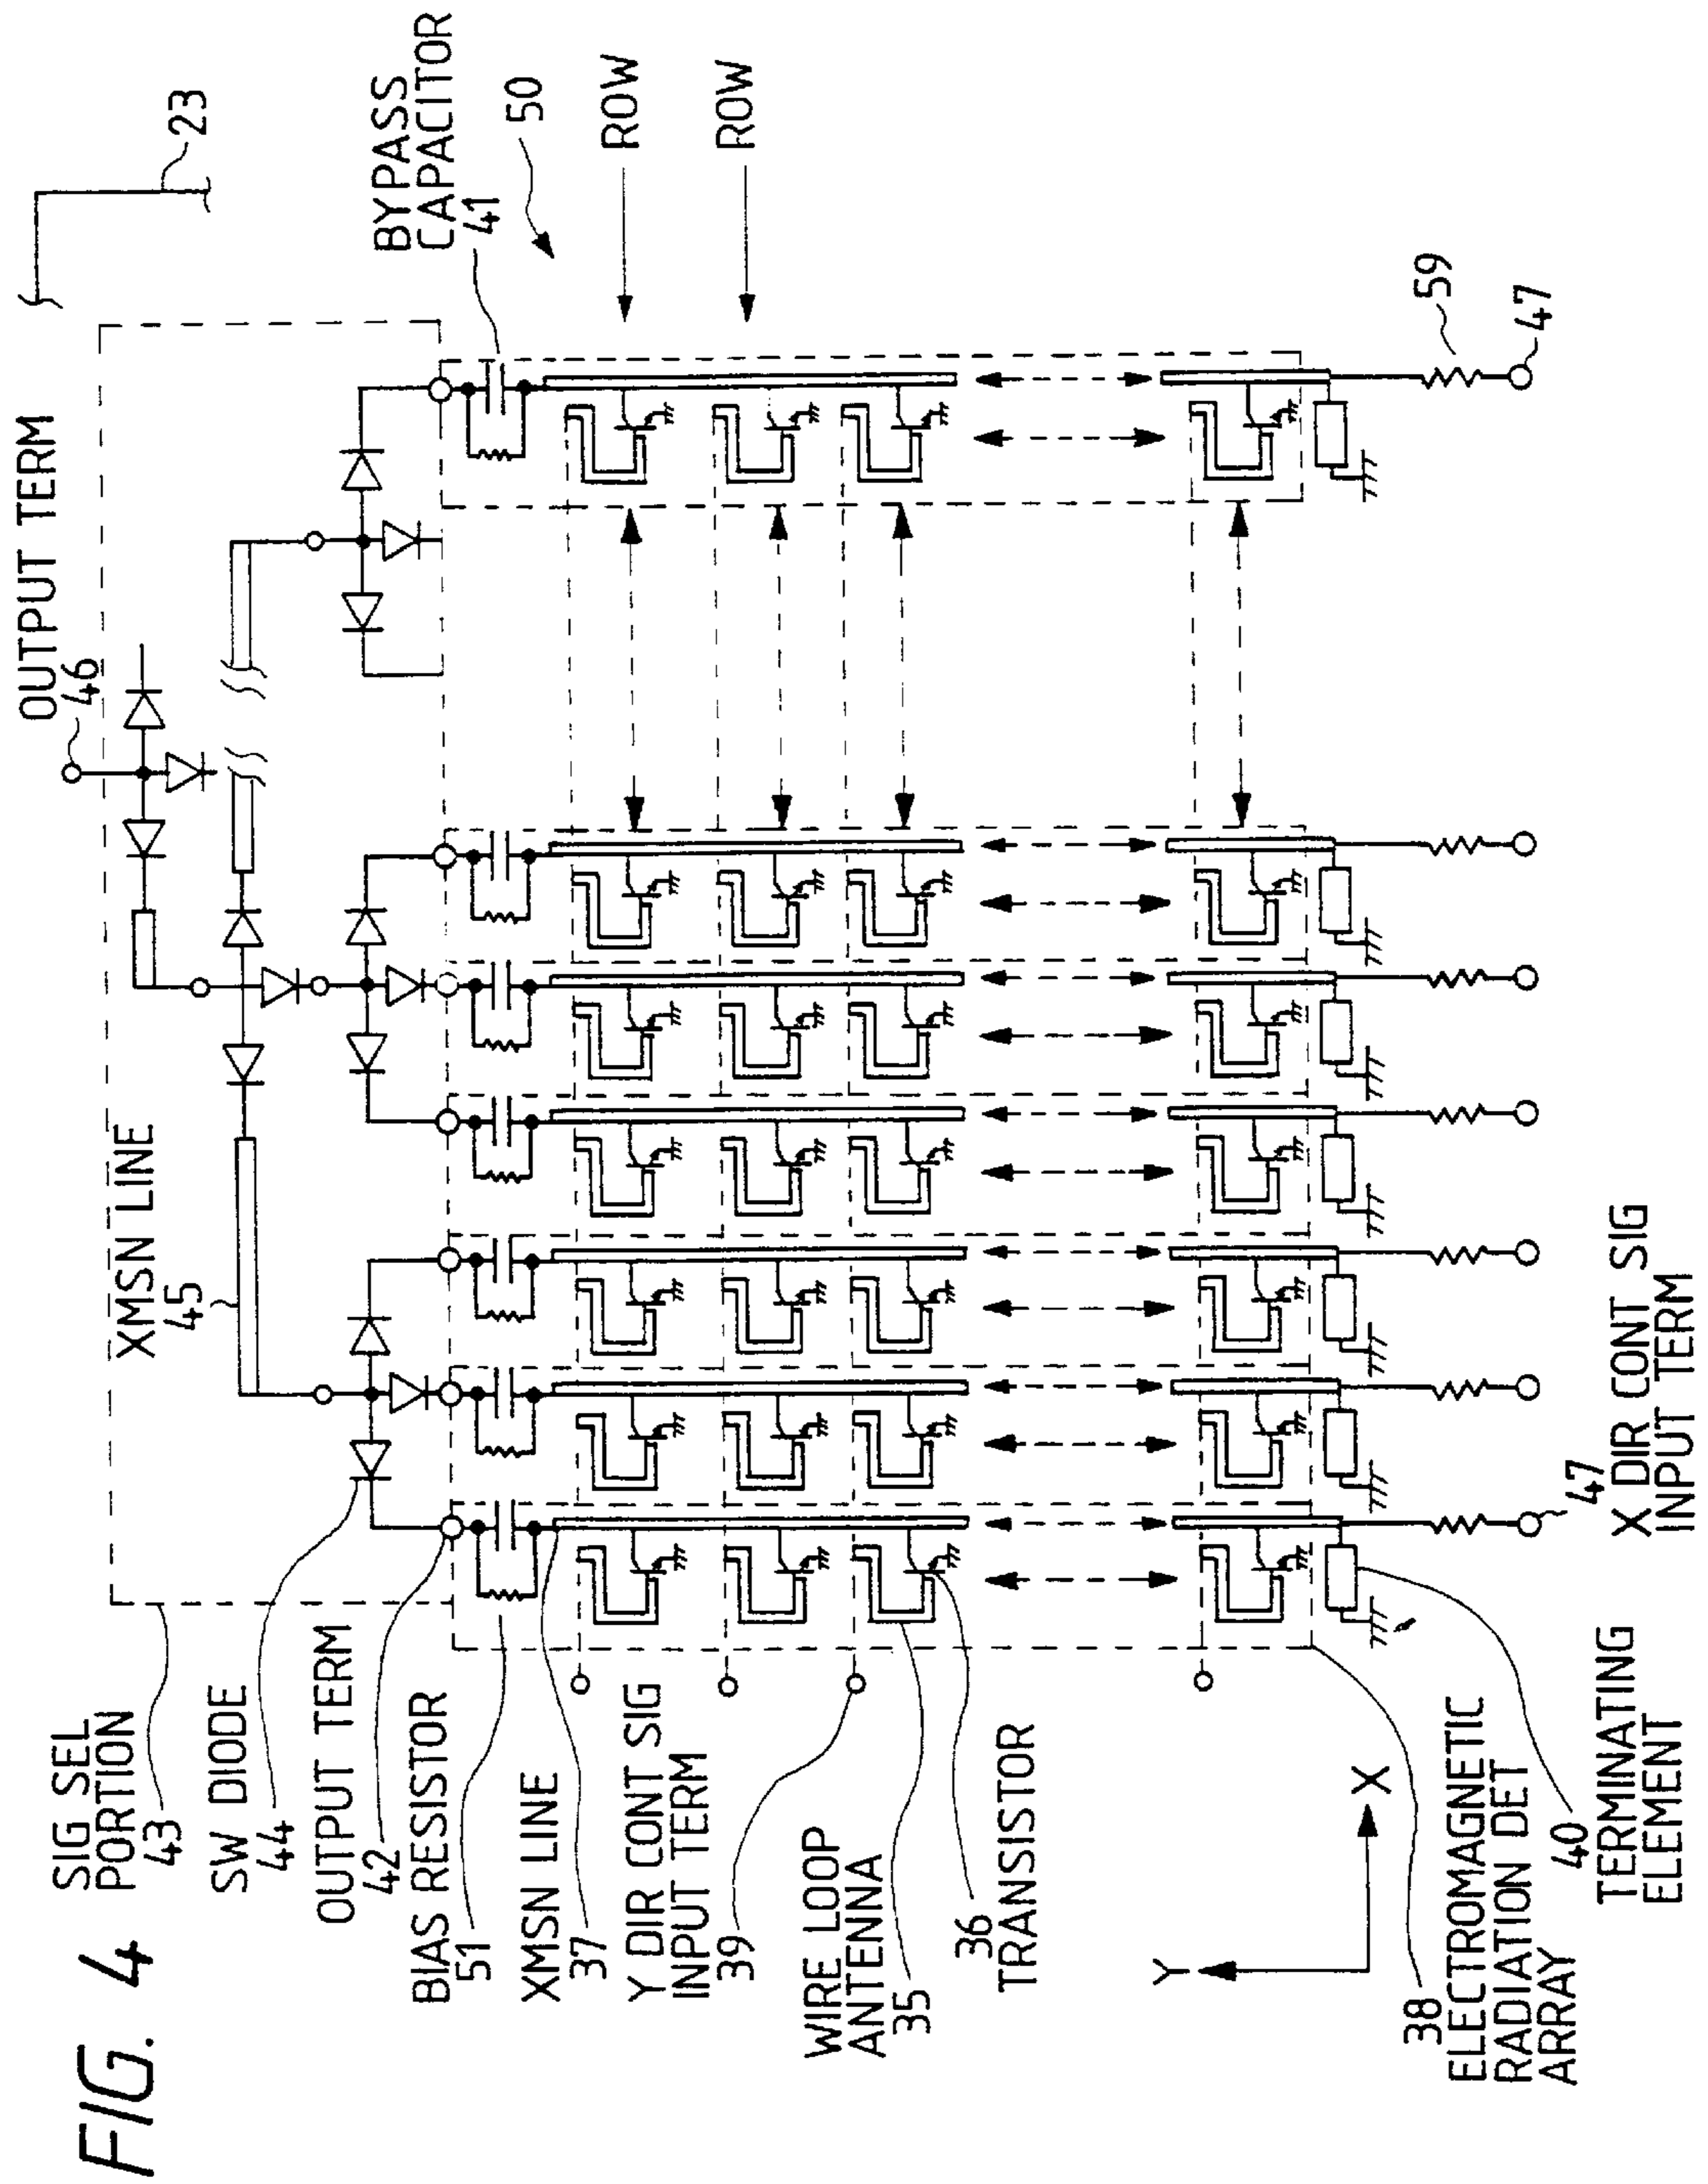 FIG. 4
SIG SEL
PORTION
43
SW DIODE
44
OUTPUT TERM
42
BIAS RESISTOR
51
XMSN LINE
37
Y DIR CONT SIG
INPUT TERM
39
WIRE LOOP
ANTENNA
35
36
TRANSISTOR
Y
X
38
ELECTROMAGNETIC
RADIATION DET
ARRAY
40
TERMINATING
ELEMENT
XMSN LINE
45
47
X DIR CONT SIG
INPUT TERM
OUTPUT TERM
46
23
BYPASS
CAPACITOR
41
50
ROW
ROW
59
47